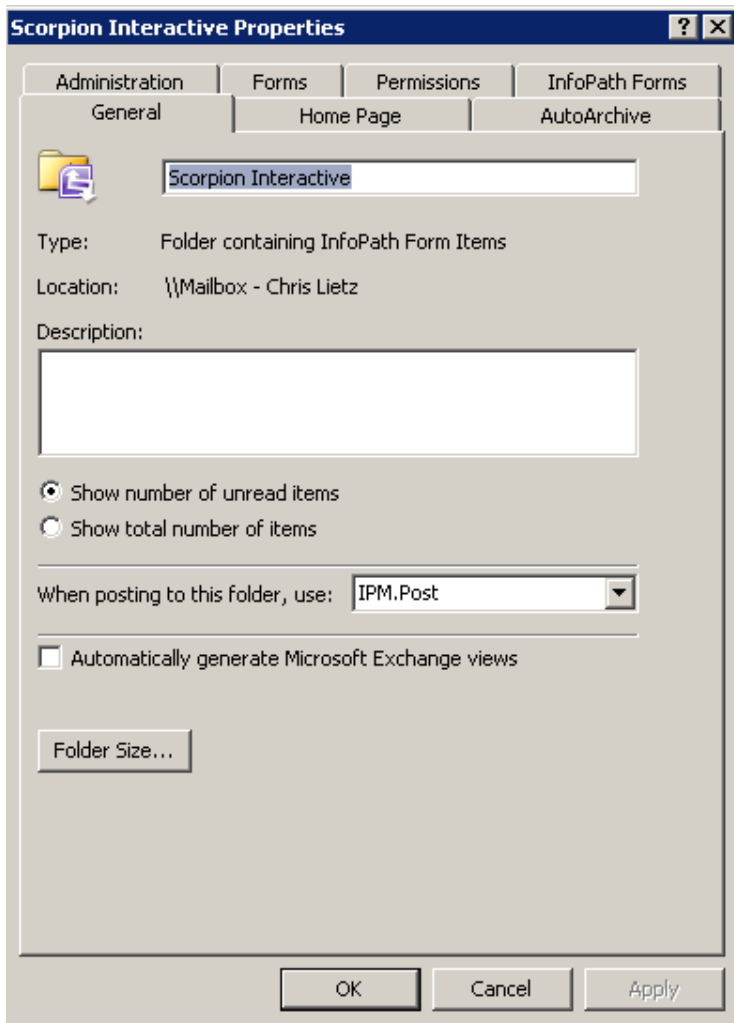 Scorpion Interactive Properties
Administration Forms Permissions InfoPath Forms
General Home Page AutoArchive
Scorpion Interactive
Type: Folder containing InfoPath Form Items
Location: \\Mailbox - Chris Lietz
Description:
Show number of unread items
Show total number of items
When posting to this folder, use: IPM.Post
Automatically generate Microsoft Exchange views
Folder Size...
OK Cancel Apply